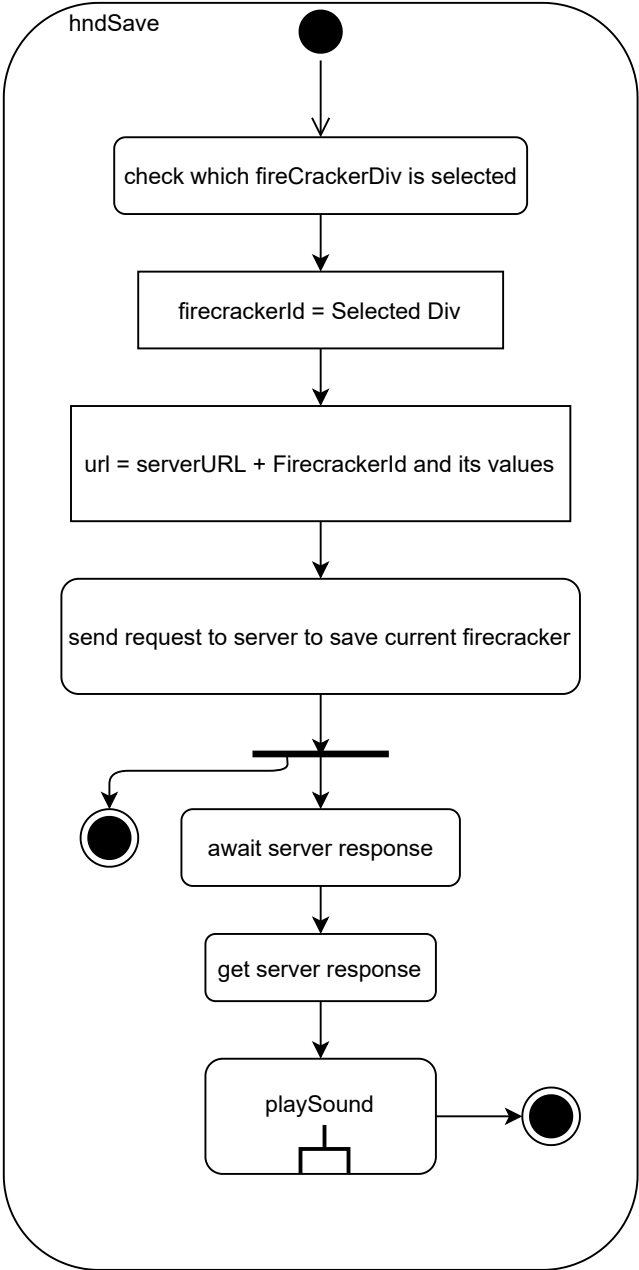 hndSave
check which fireCrackerDiv is selected
firecrackerId = Selected Div
url = serverURL + FirecrackerId and its values
send request to server to save current firecracker
await server response
get server response
playSound